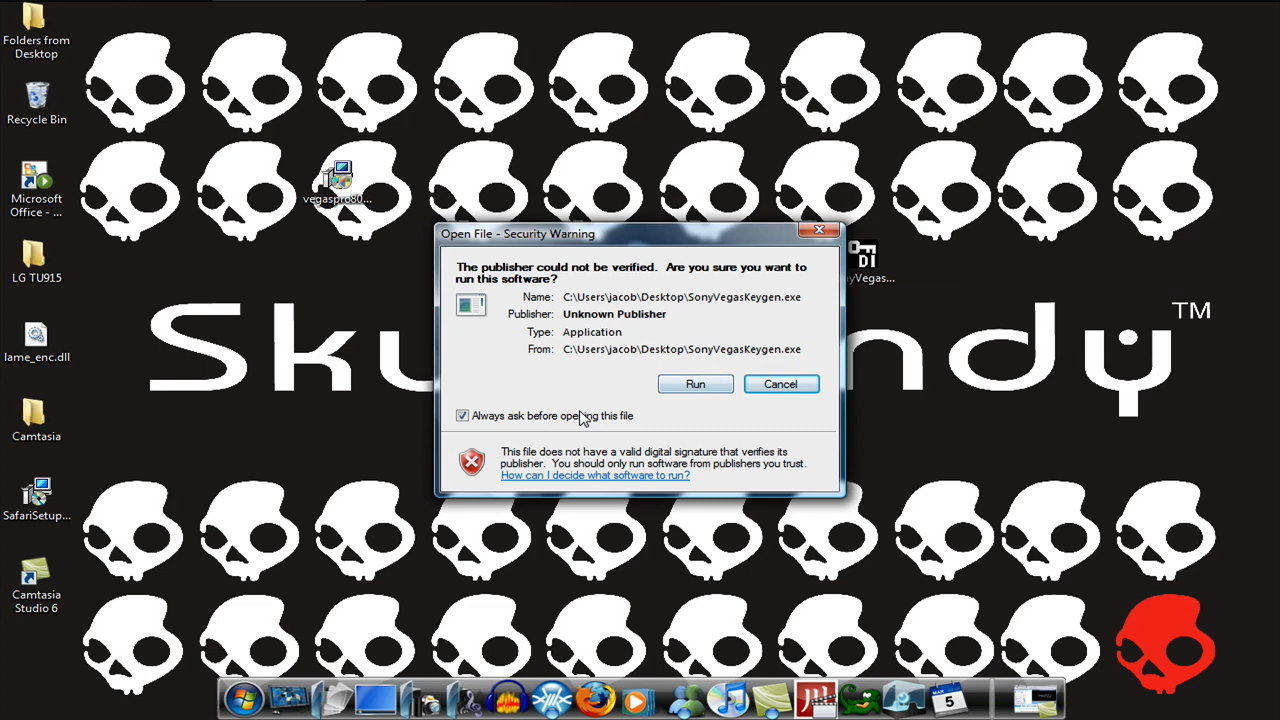 Folders from
Desktop
Recycle Bin
Microsoft
Office - ...
LG TU915
lame_enc.dll
Camtasia
SafariSetup...
Camtasia
Studio 6
vegaspro80...
TM
Open File - Security Warning
The publisher could not be verified. Are you sure you want to
run this software?
Name: C:\Users\jacob\Desktop\SonyVegasKeygen.exe
Publisher: Unknown Publisher
Type: Application
From: C:\Users\jacob\Desktop\SonyVegasKeygen.exe
Run Cancel
Always ask before opening this file
This file does not have a valid digital signature that verifies its
publisher. You should only run software from publishers you trust.
How can I decide what software to run?
DI
nyVegas...
Sku ndy
MAR
5